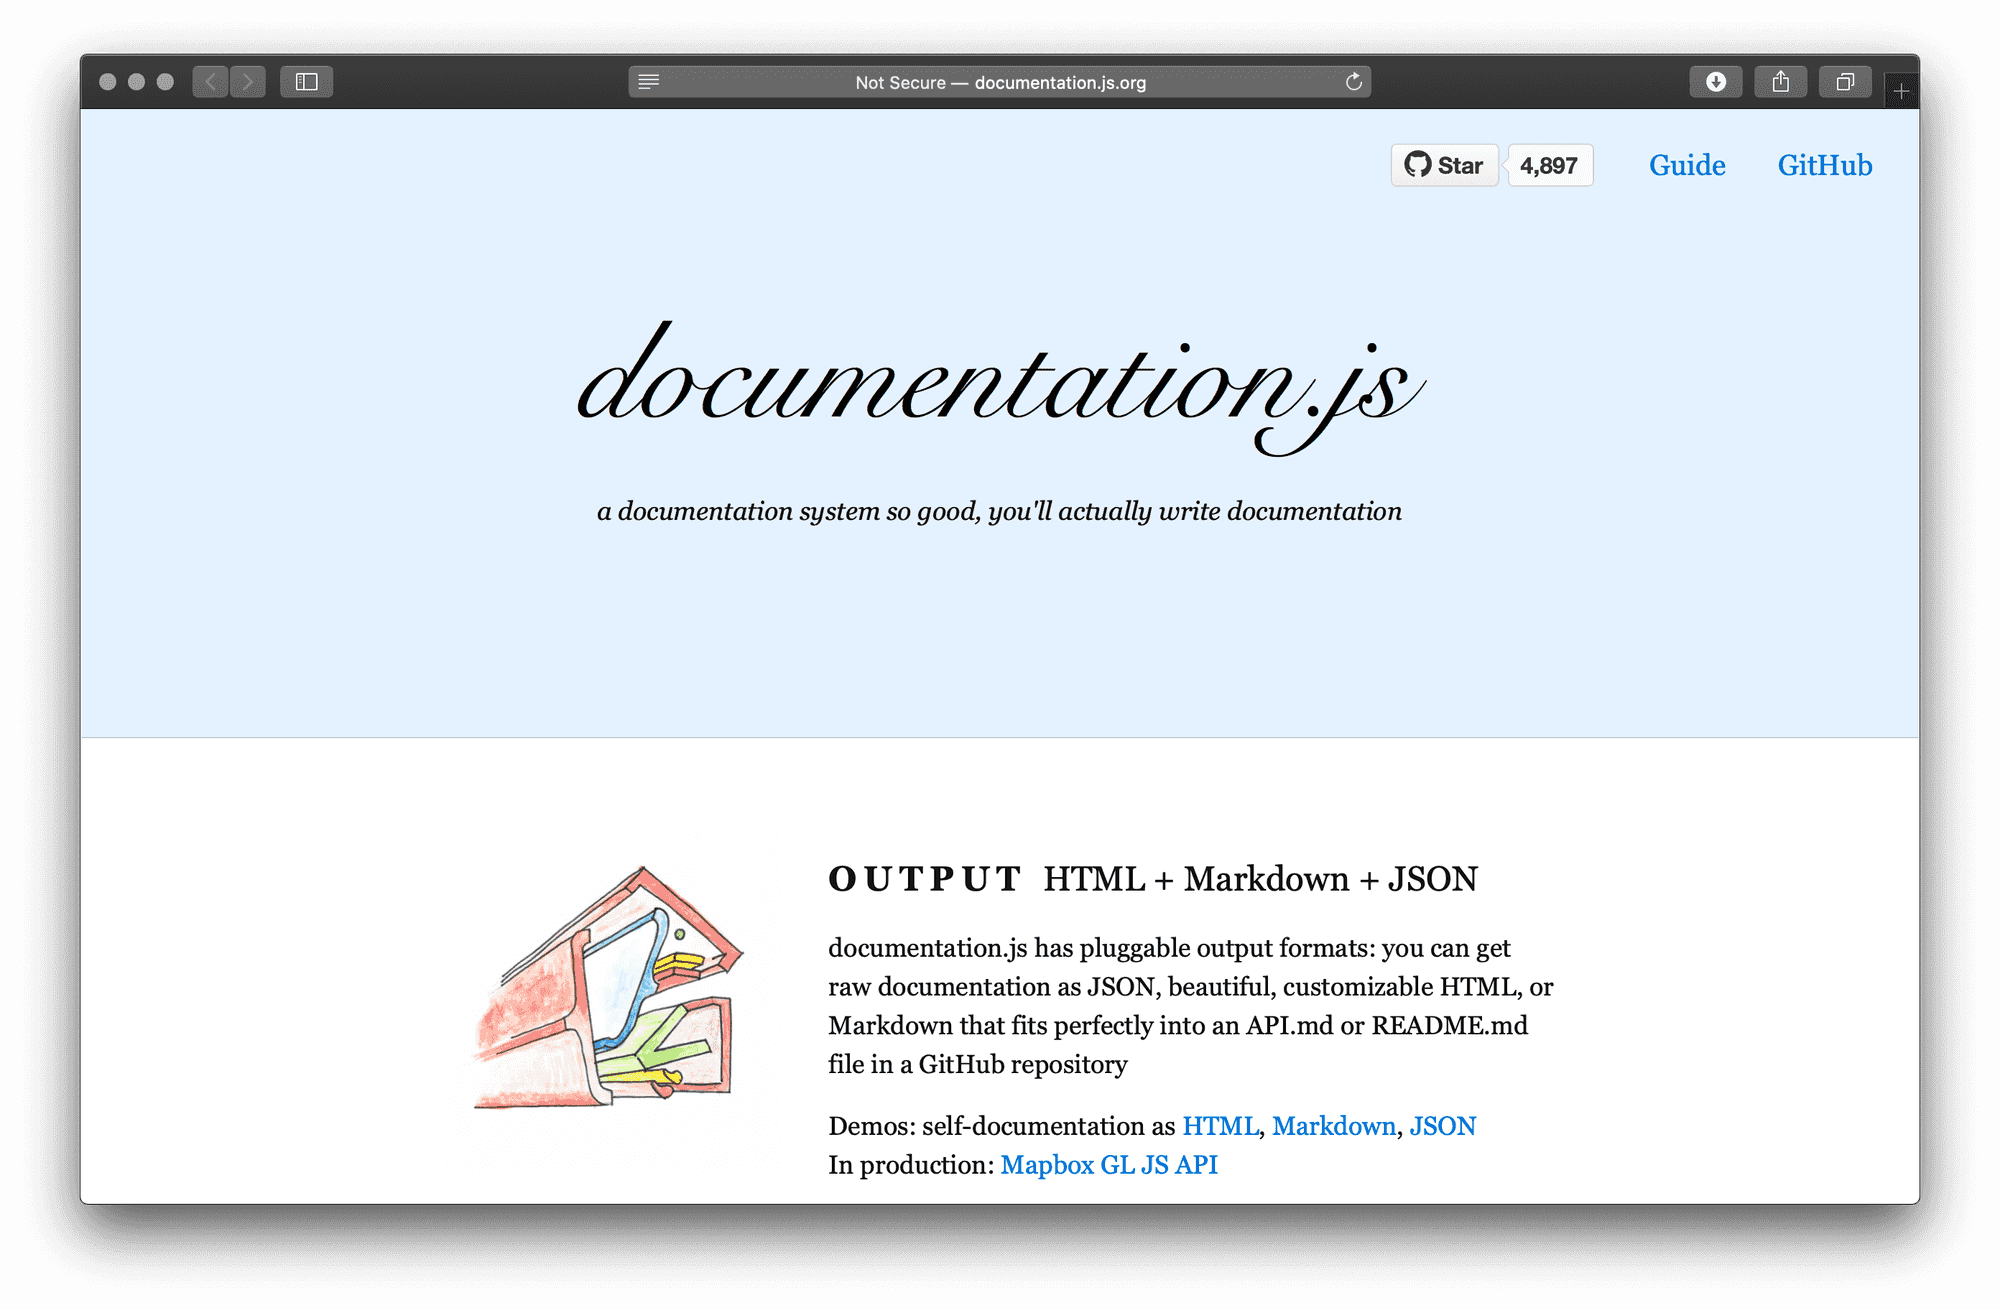 Not Secure — documentation.js.org
Star 4,897 Guide GitHub
documentation.js
a documentation system so good, you'll actually write documentation
OUTPUT HTML + Markdown + JSON
documentation.js has pluggable output formats: you can get
raw documentation as JSON, beautiful, customizable HTML, or
Markdown that fits perfectly into an API.md or README.md
file in a GitHub repository
Demos: self-documentation as HTML, Markdown, JSON
In production: Mapbox GL JS API